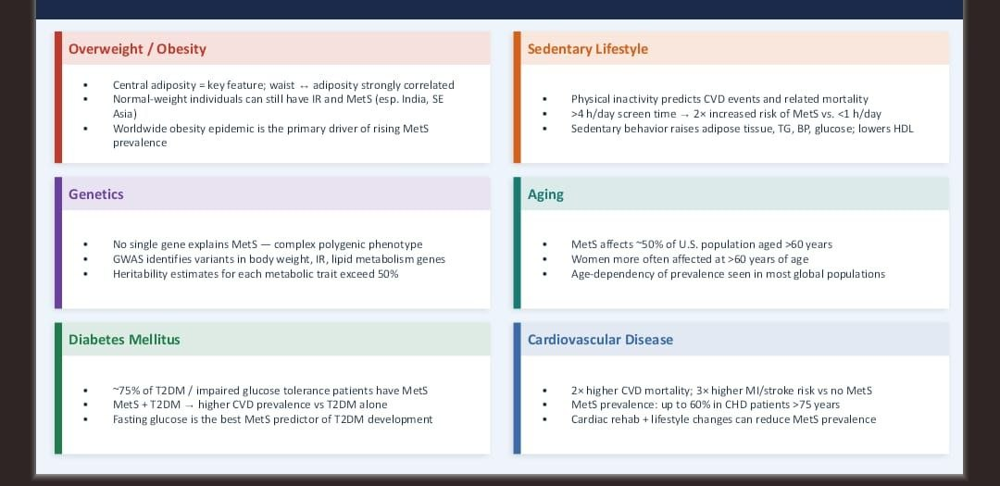 Overweight / Obesity
• Central adiposity = key feature; waist ↔ adiposity strongly correlated
• Normal-weight individuals can still have IR and MetS (esp. India, SE
Asia)
• Worldwide obesity epidemic is the primary driver of rising MetS
prevalence
Sedentary Lifestyle
• Physical inactivity predicts CVD events and related mortality
• >4 h/day screen time → 2× increased risk of MetS vs. <1 h/day
• Sedentary behavior raises adipose tissue, TG, BP, glucose; lowers HDL
Genetics
• No single gene explains MetS — complex polygenic phenotype
• GWAS identifies variants in body weight, IR, lipid metabolism genes
• Heritability estimates for each metabolic trait exceed 50%
Aging
• MetS affects ~50% of U.S. population aged >60 years
• Women more often affected at >60 years of age
• Age-dependency of prevalence seen in most global populations
Diabetes Mellitus
• ~75% of T2DM / impaired glucose tolerance patients have MetS
• MetS + T2DM → higher CVD prevalence vs T2DM alone
• Fasting glucose is the best MetS predictor of T2DM development
Cardiovascular Disease
• 2× higher CVD mortality; 3× higher MI/stroke risk vs no MetS
• MetS prevalence: up to 60% in CHD patients >75 years
• Cardiac rehab + lifestyle changes can reduce MetS prevalence